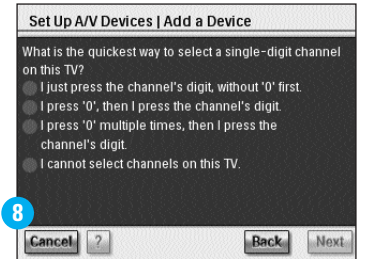 Set Up A/V Devices | Add a Device
What is the quickest way to select a single-digit channel
on this TV?
I just press the channel's digit, without '0' first.
I press '0', then I press the channel's digit.
I press '0' multiple times, then I press the
channel's digit.
I cannot select channels on this TV.
8
Cancel ? Back Next